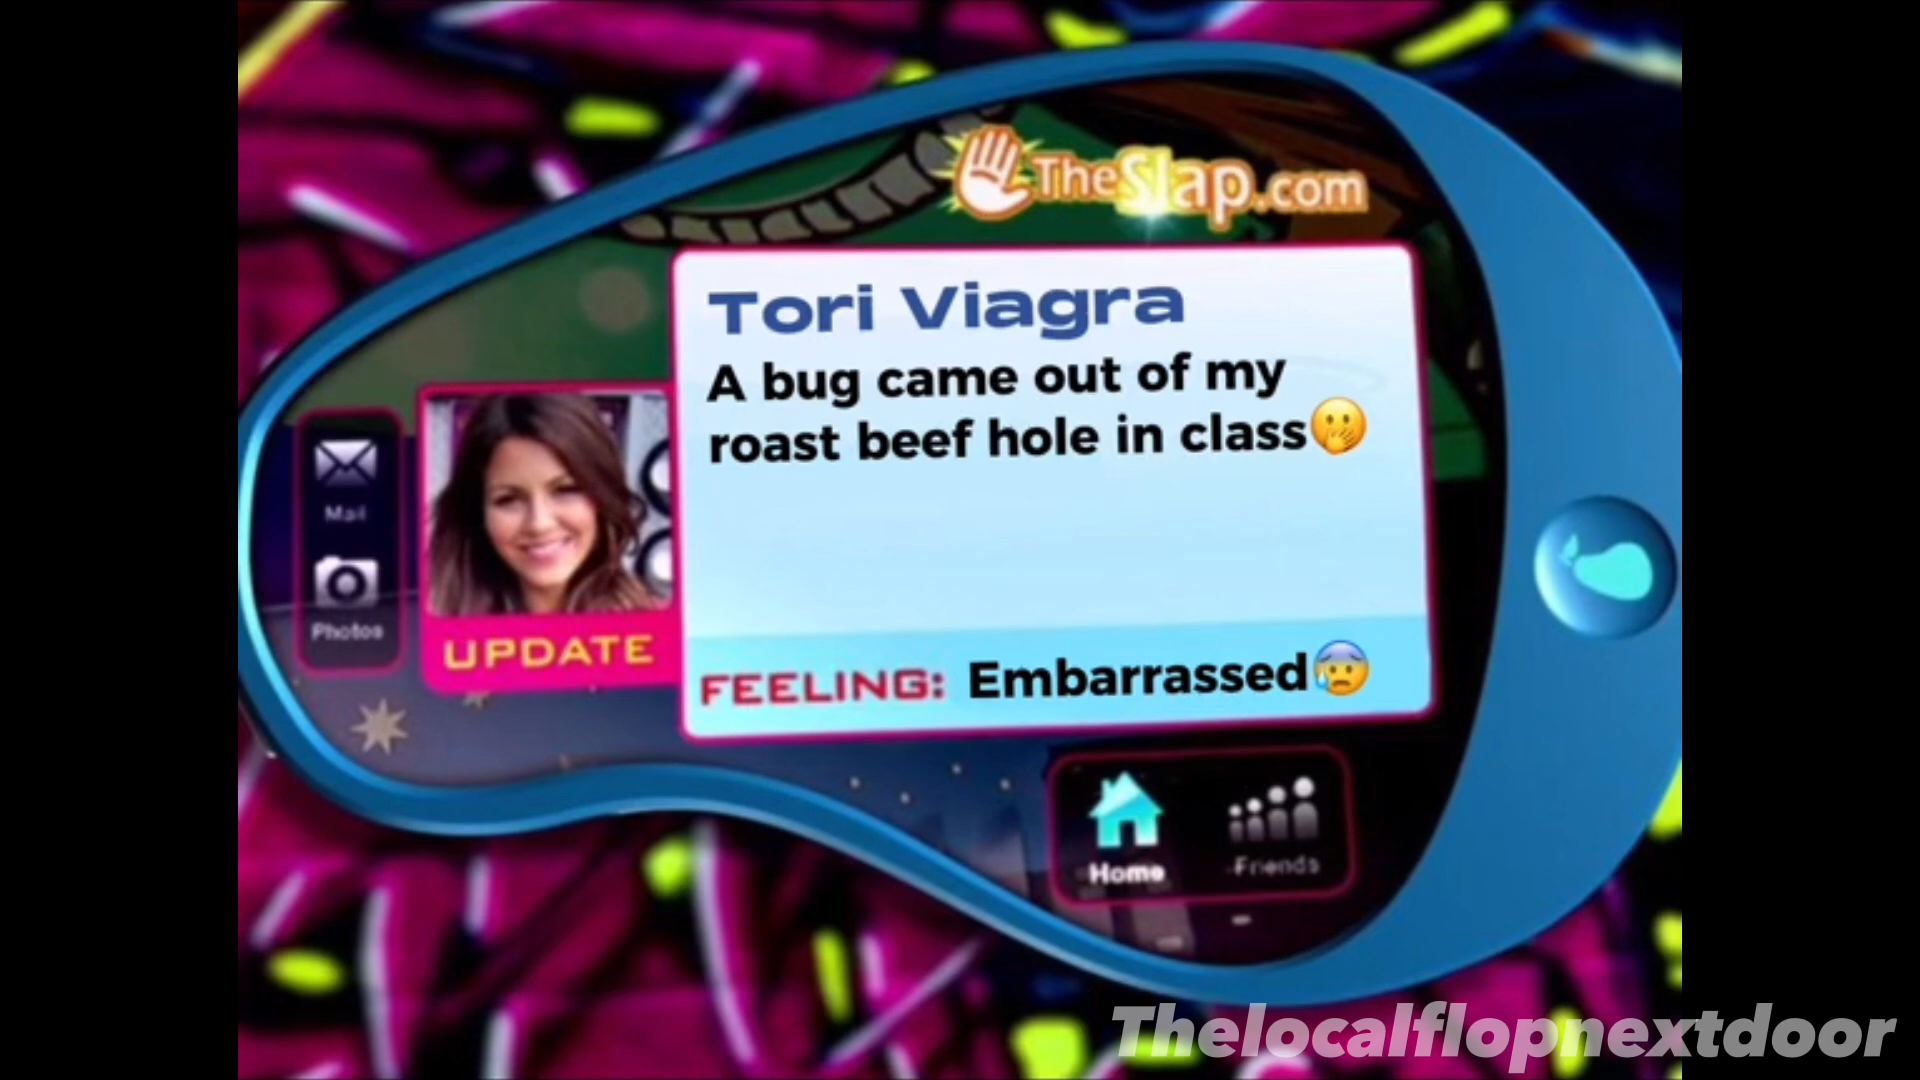 TheSlap.com
Tori Viagra
A bug came out of my
roast beef hole in class🫢
Mail
Photos
UPDATE
FEELING: Embarrassed😰
Home
Friends
Thelocalflopnextdoor